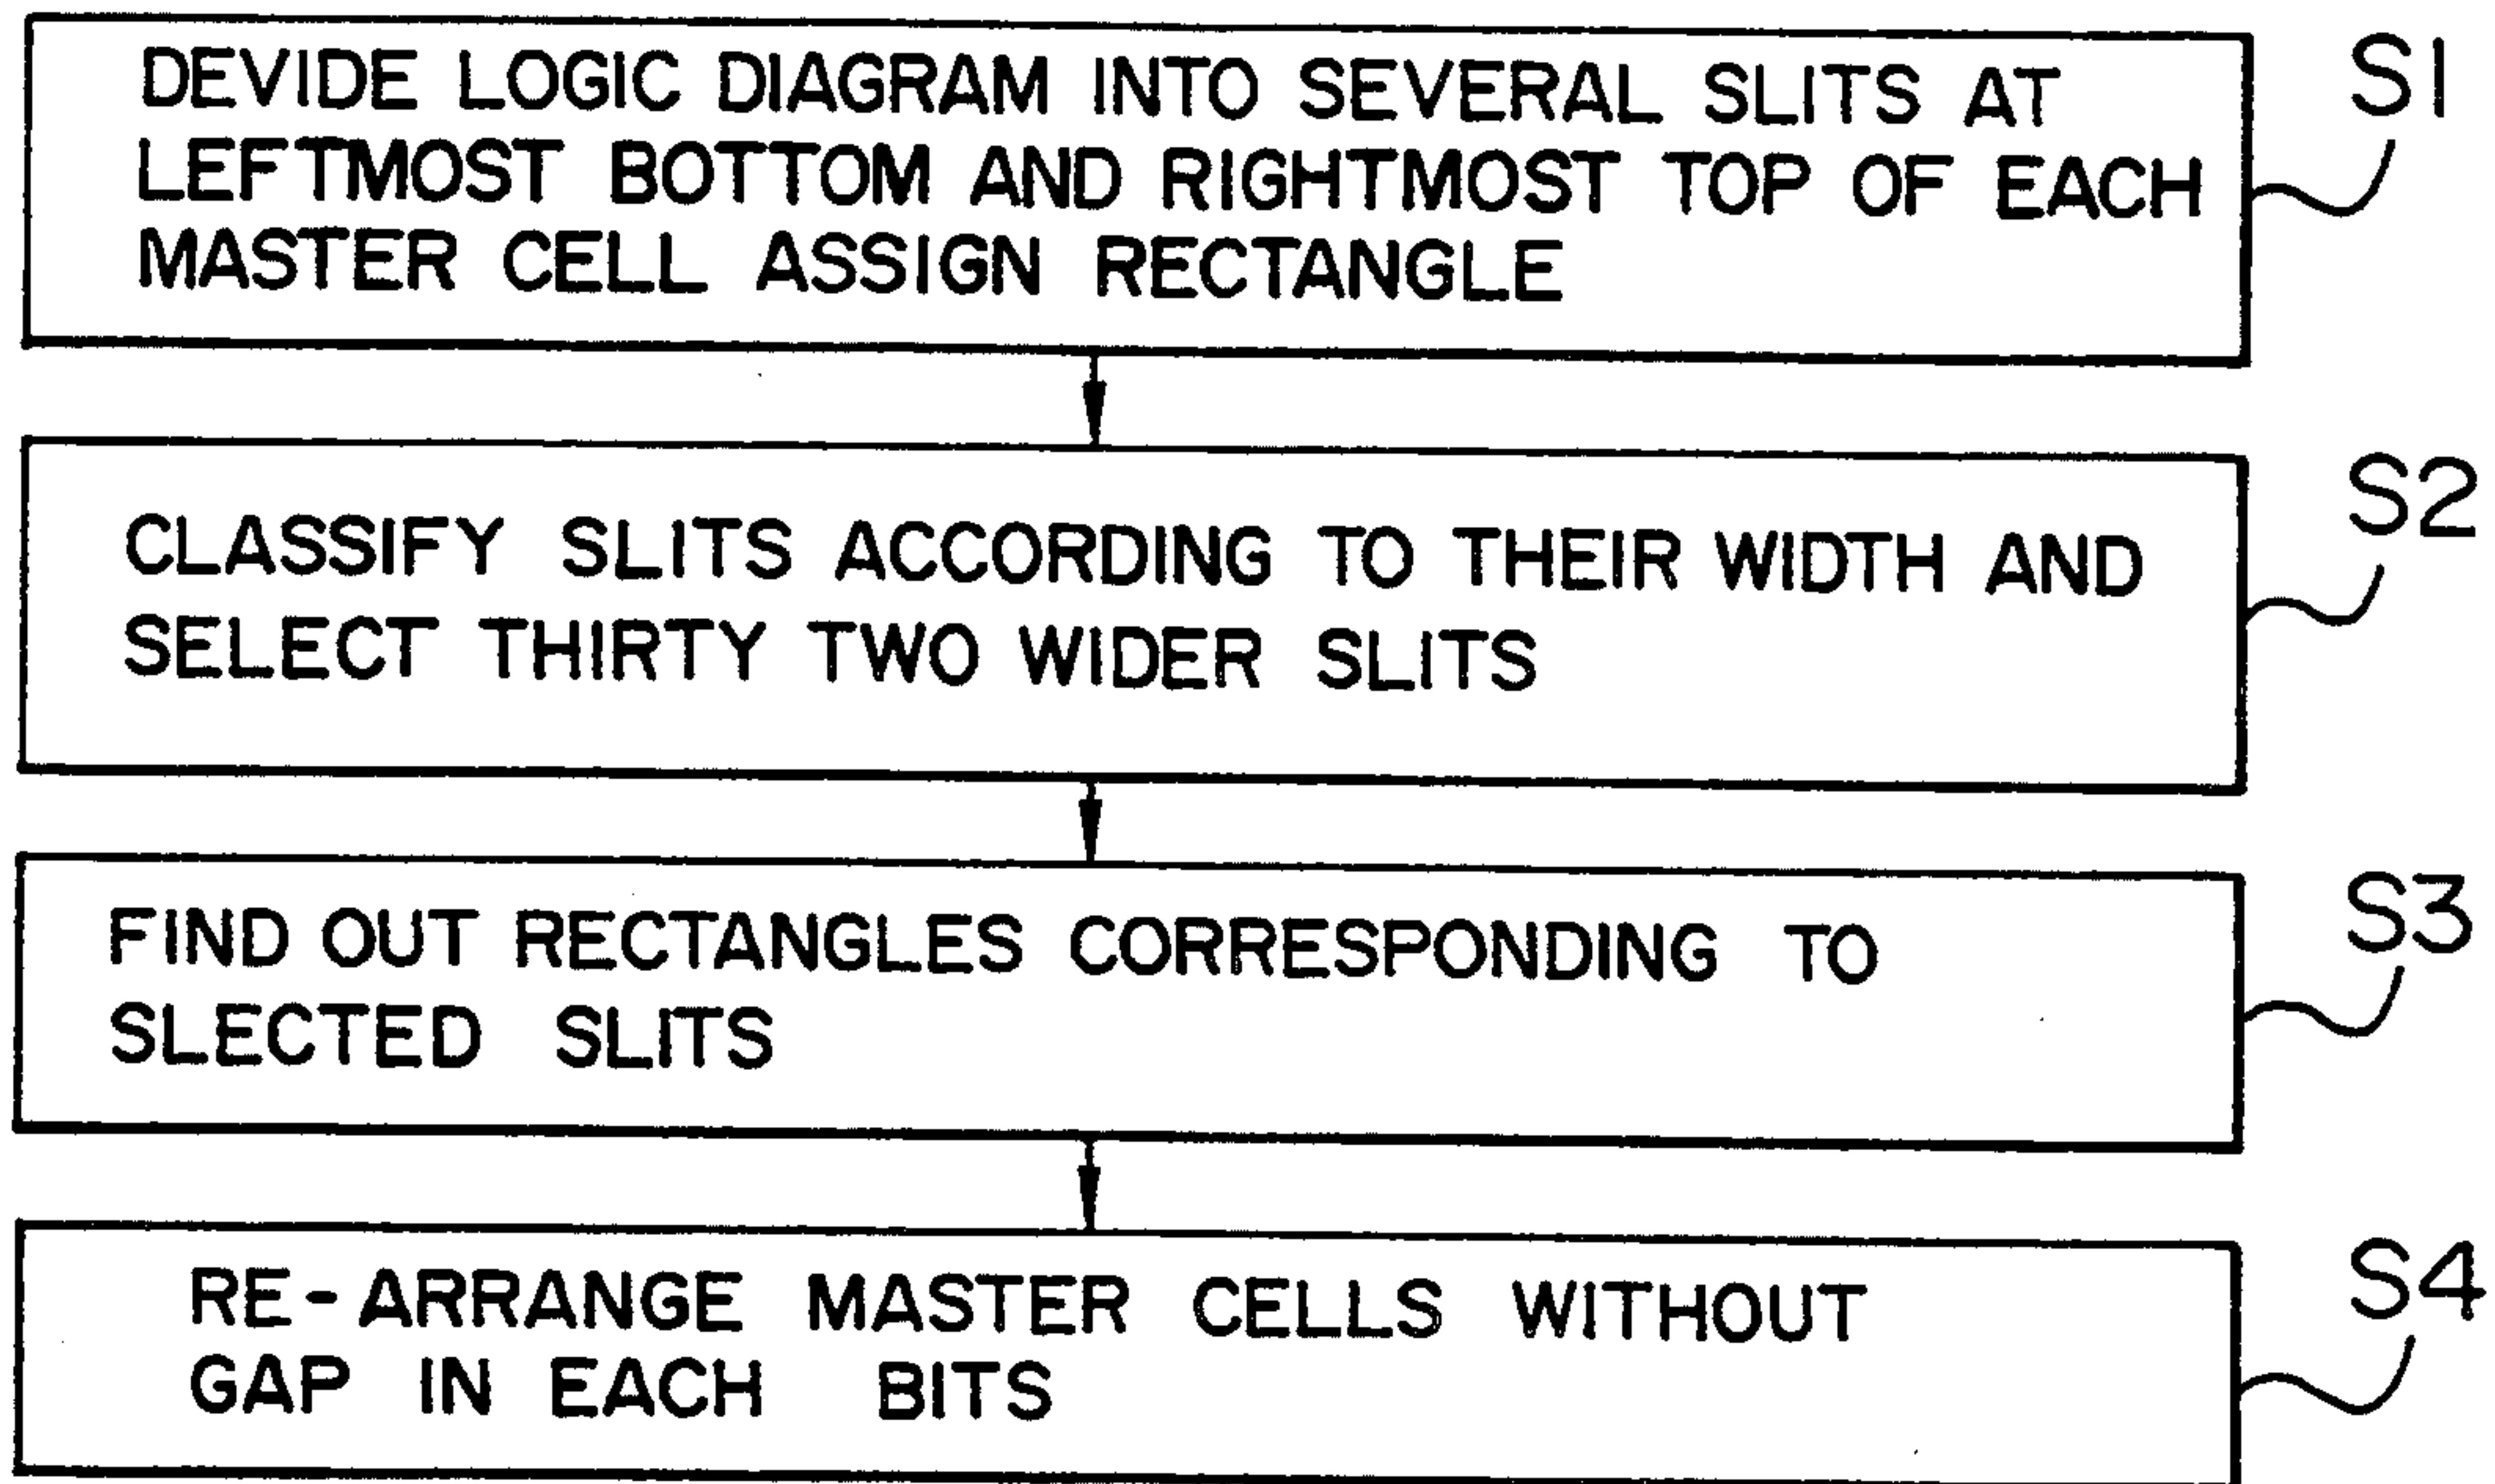 DEVIDE LOGIC DIAGRAM INTO SEVERAL SLITS AT
LEFTMOST BOTTOM AND RIGHTMOST TOP OF EACH
MASTER CELL ASSIGN RECTANGLE
S1
CLASSIFY SLITS ACCORDING TO THEIR WIDTH AND
SELECT THIRTY TWO WIDER SLITS
S2
FIND OUT RECTANGLES CORRESPONDING TO
SLECTED SLITS
S3
RE-ARRANGE MASTER CELLS WITHOUT
GAP IN EACH BITS
S4